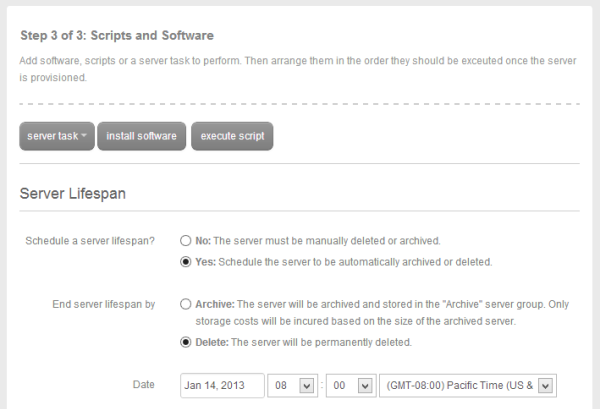 Step 3 of 3: Scripts and Software
Add software, scripts or a server task to perform. Then arrange them in the order they should be exceuted once the server
is provisioned.
server task install software execute script
Server Lifespan
Schedule a server lifespan? No: The server must be manually deleted or archived.
Yes: Schedule the server to be automatically archived or deleted.
End server lifespan by Archive: The server will be archived and stored in the "Archive" server group. Only
storage costs will be incured based on the size of the archived server.
Delete: The server will be permanently deleted.
Date Jan 14, 2013 08 : 00 (GMT-08:00) Pacific Time (US &